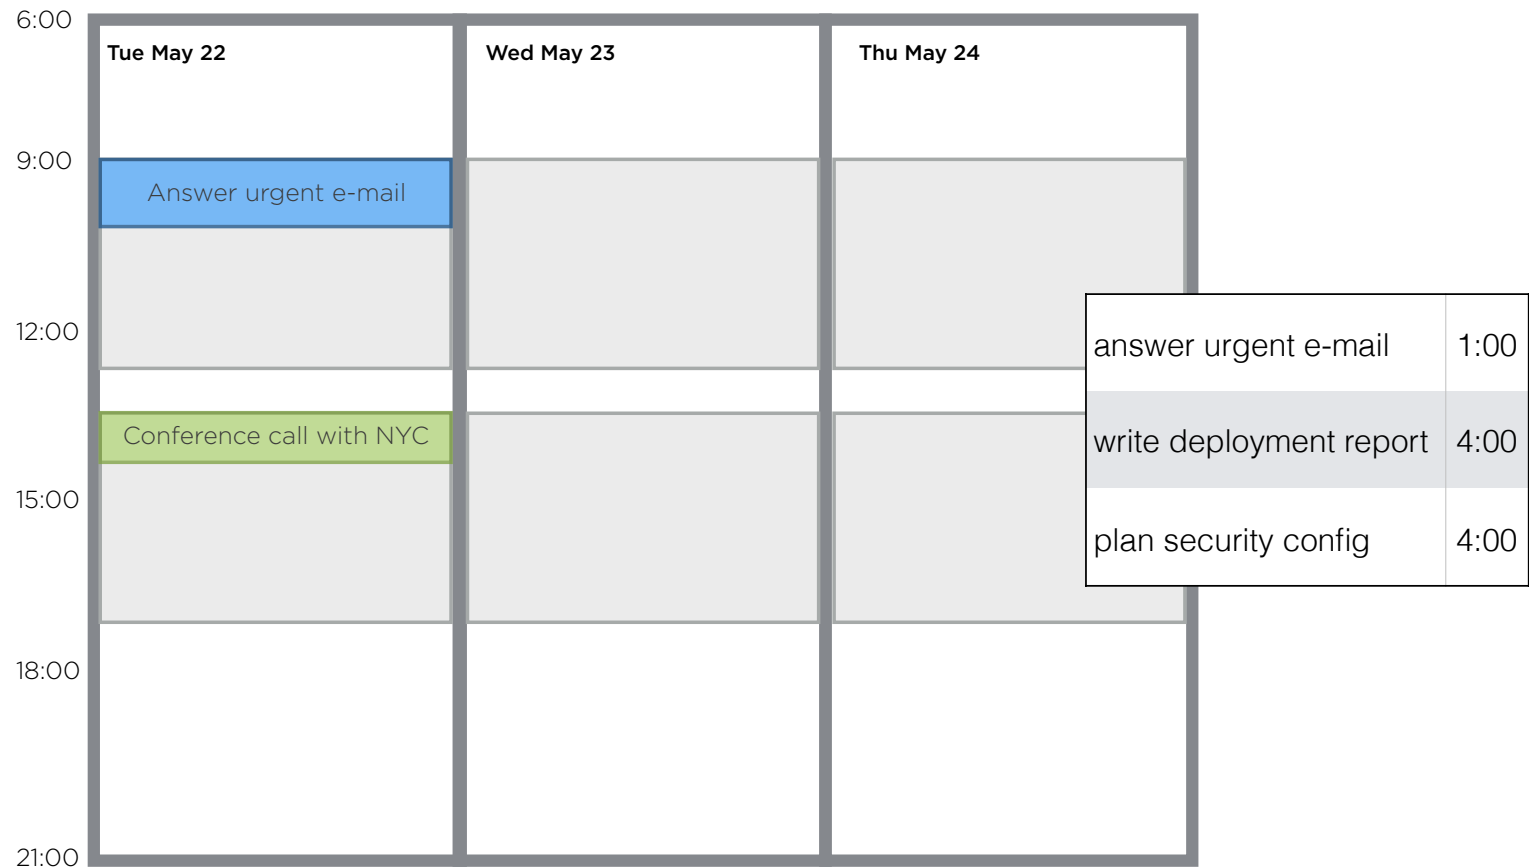 6:00
Tue May 22
Wed May 23
Thu May 24
9:00
Answer urgent e-mail
12:00
answer urgent e-mail 1:00
Conference call with NYC
write deployment report 4:00
15:00
plan security config 4:00
18:00
21:00